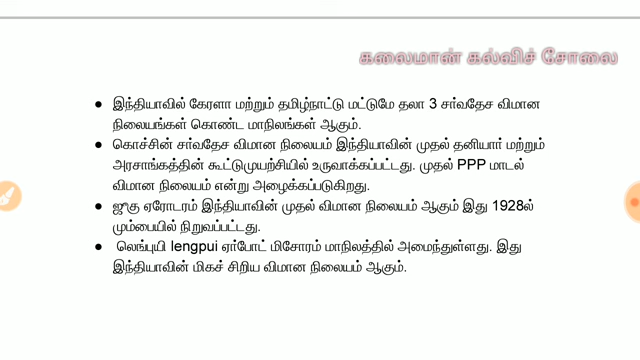 கலைமான் கல்விச் சோலை
● இந்தியாவில் கேரளா மற்றும் தமிழ்நாட்டு மட்டுமே தலா 3 சர்வதேச விமான
நிலையங்கள் கொண்ட மாநிலங்கள் ஆகும்.
● கொச்சின் சர்வதேச விமான நிலையம் இந்தியாவின் முதல் தனியார் மற்றும்
அரசாங்கத்தின் கூட்டுமுயற்சியில் உருவாக்கப்பட்டது. முதல் PPP மாடல்
விமான நிலையம் என்று அழைக்கப்படுகிறது.
● ஜுகு ஏரோடரம் இந்தியாவின் முதல் விமான நிலையம் ஆகும் இது 1928ல்
மும்பையில் நிறுவப்பட்டது.
● லெங்புயி lengpui ஏர்போட் மிசோரம் மாநிலத்தில் அமைந்துள்ளது. இது
இந்தியாவின் மிகச் சிறிய விமான நிலையம் ஆகும்.